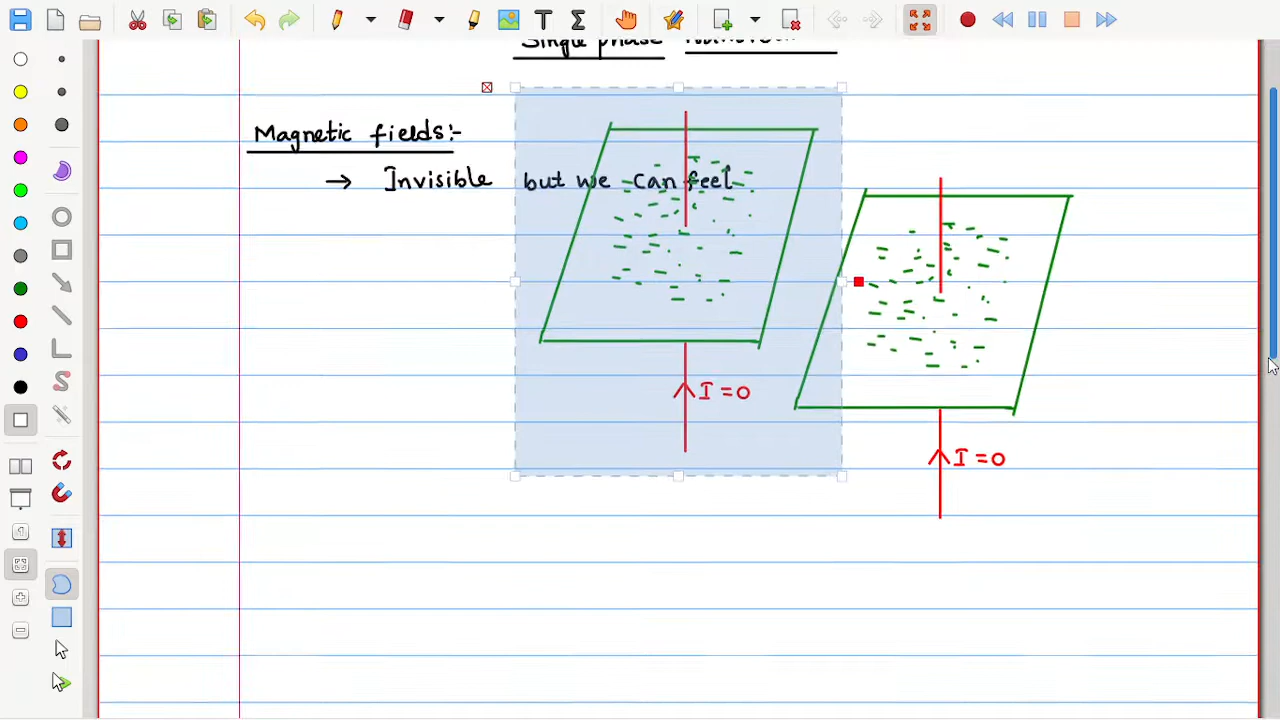 Single phase
Magnetic fields:-
→ Invisible but we can feel
I = 0
I = 0